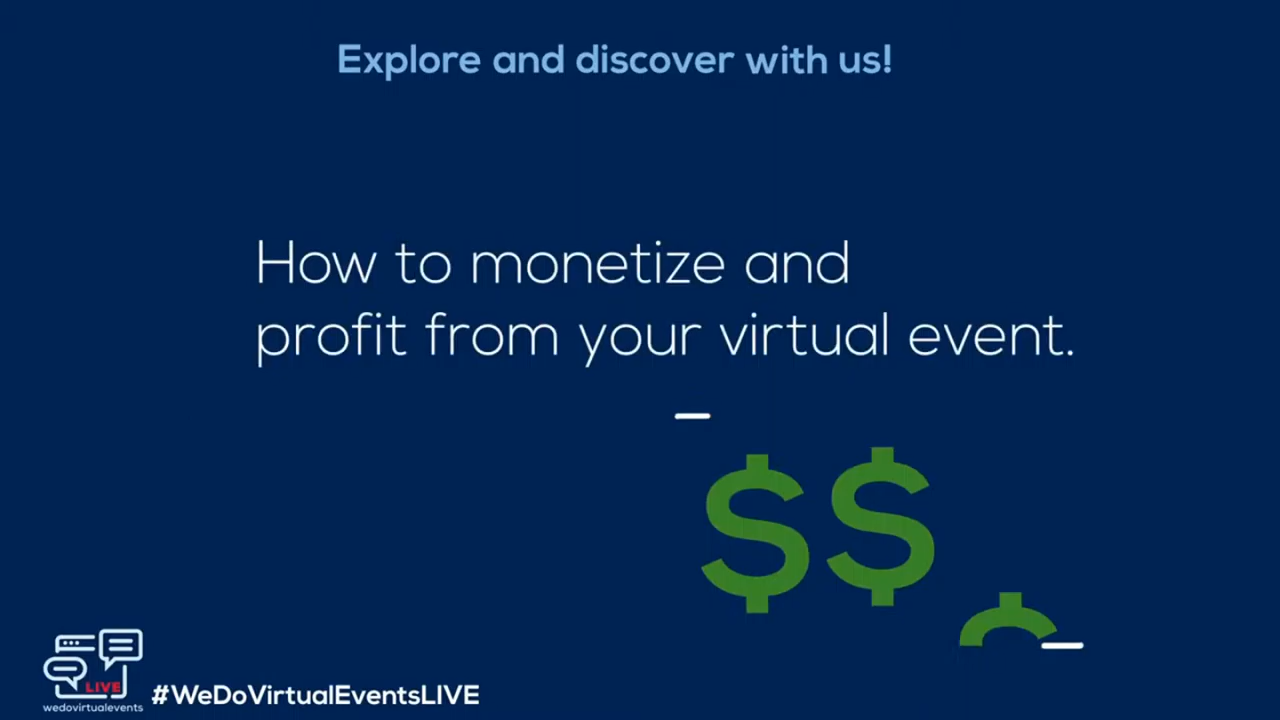 Explore and discover with us!
How to monetize and
profit from your virtual event.
$$
LIVE
wedovirtualevents
#WeDoVirtualEventsLIVE